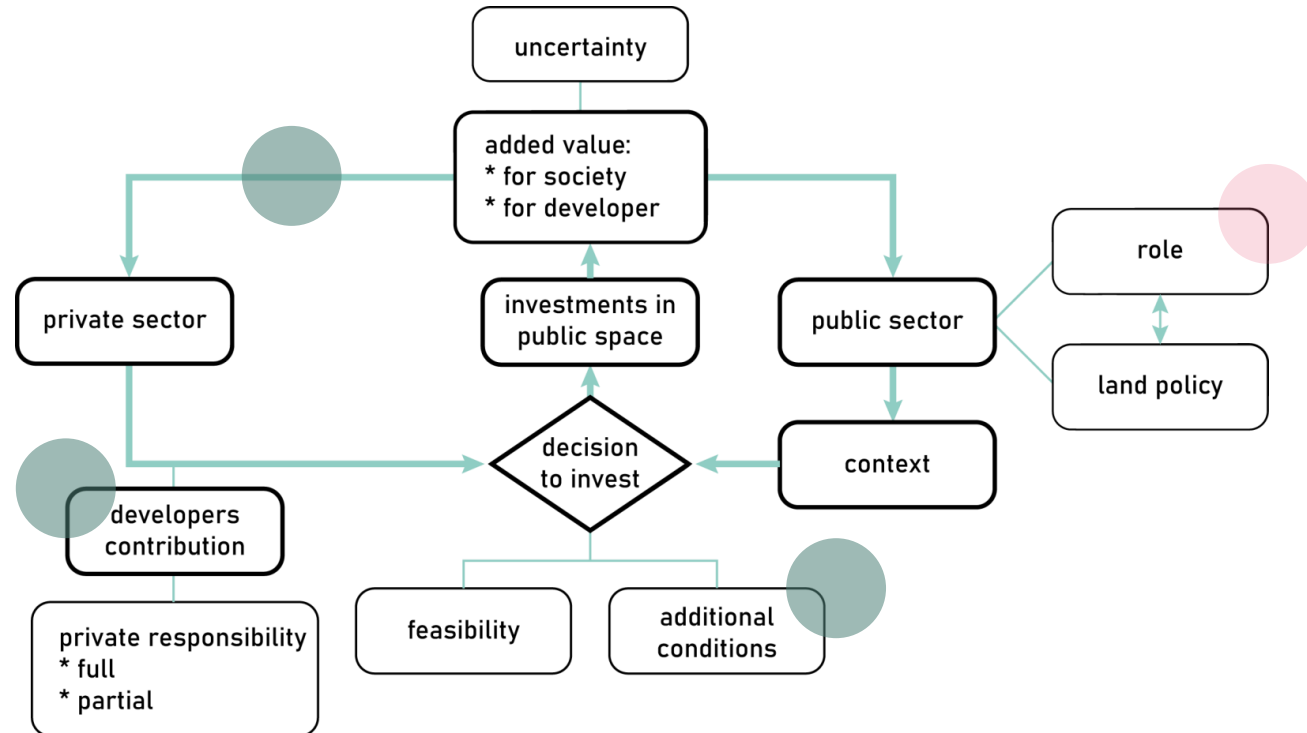 uncertainty
added value:
* for society
* for developer
role
private sector
investments in
public space
public sector
land policy
decision
to invest
context
developers
contribution
feasibility
additional
conditions
private responsibility
* full
* partial